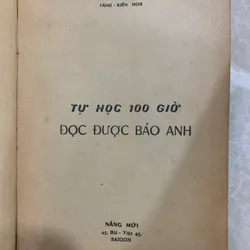 TĂNG - KIÊN HOA
TỰ HỌC 100 GIỜ
ĐỌC ĐƯỢC BÁO ANH
NẮNG MỚI
SAIGON